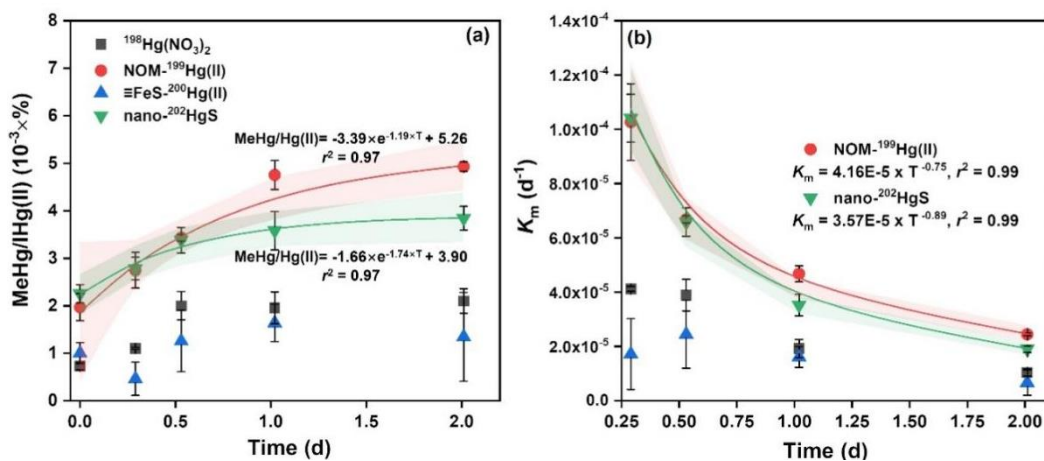 (a)
¹⁹⁸Hg(NO₃)₂
NOM-¹⁹⁹Hg(II)
≡FeS-²⁰⁰Hg(II)
nano-²⁰²HgS
MeHg/Hg(II)= -3.39×e⁻¹·¹⁹ˣᵀ + 5.26
r² = 0.97
MeHg/Hg(II)= -1.66×e⁻¹·⁷⁴ˣᵀ + 3.90
r² = 0.97
MeHg/IHg(II) (10⁻³×%)
8
7
6
5
4
3
2
1
0
0.0
0.5
1.0
1.5
2.0
Time (d)
(b)
NOM-¹⁹⁹Hg(II)
Kₘ = 4.16E-5 x T ⁻⁰·⁷⁵, r² = 0.99
nano-²⁰²HgS
Kₘ = 3.57E-5 x T ⁻⁰·⁸⁹, r² = 0.99
Kₘ (d⁻¹)
1.4x10⁻⁴
1.2x10⁻⁴
1.0x10⁻⁴
8.0x10⁻⁵
6.0x10⁻⁵
4.0x10⁻⁵
2.0x10⁻⁵
0.0
0.25
0.50
0.75
1.00
1.25
1.50
1.75
2.00
Time (d)